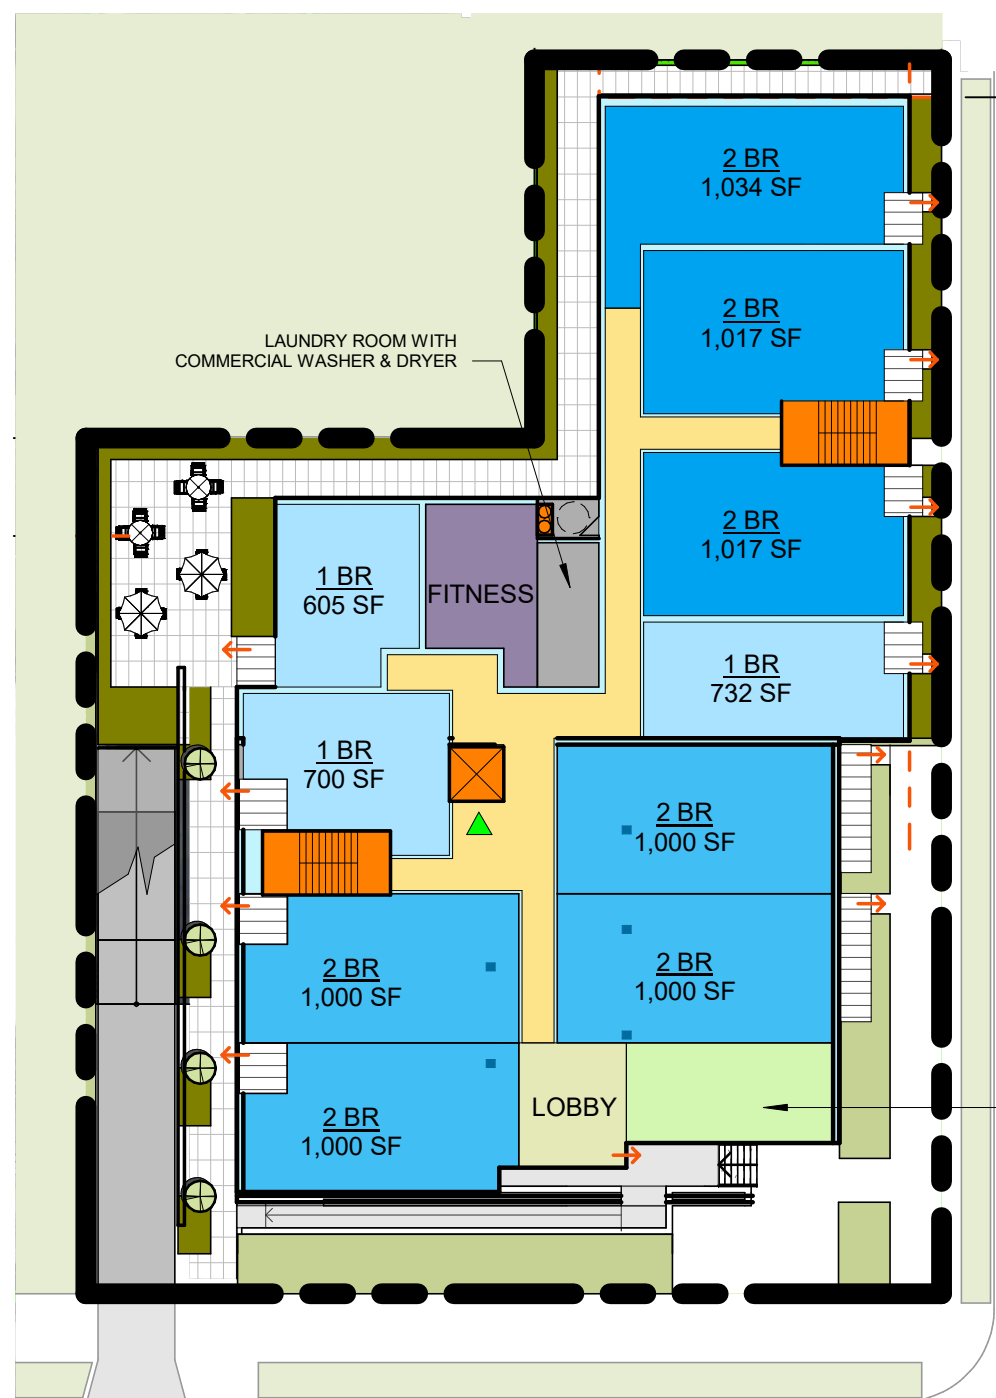 2 BR
1,034 SF
2 BR
1,017 SF
LAUNDRY ROOM WITH
COMMERCIAL WASHER & DRYER
2 BR
1,017 SF
1 BR
605 SF
FITNESS
1 BR
732 SF
1 BR
700 SF
2 BR
1,000 SF
2 BR
1,000 SF
2 BR
1,000 SF
LOBBY
2 BR
1,000 SF